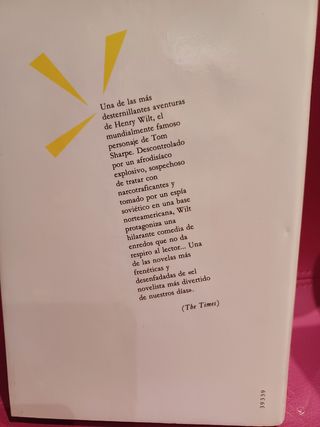 Una de las más
desternillantes aventuras
de Henry Wilt, el
mundialmente famoso
personaje de Tom
Sharpe. Descontrolado
por un afrodisíaco
explosivo, sospechoso
de tratar con
narcotraficantes y
tomado por un espía
soviético en una base
norteamericana, Wilt
protagoniza una
hilarante comedia de
enredos que no da
respiro al lector... Una
de las novelas más
frenéticas y
desenfadadas de «el
novelista más divertido
de nuestros días».
(The Times)
39339